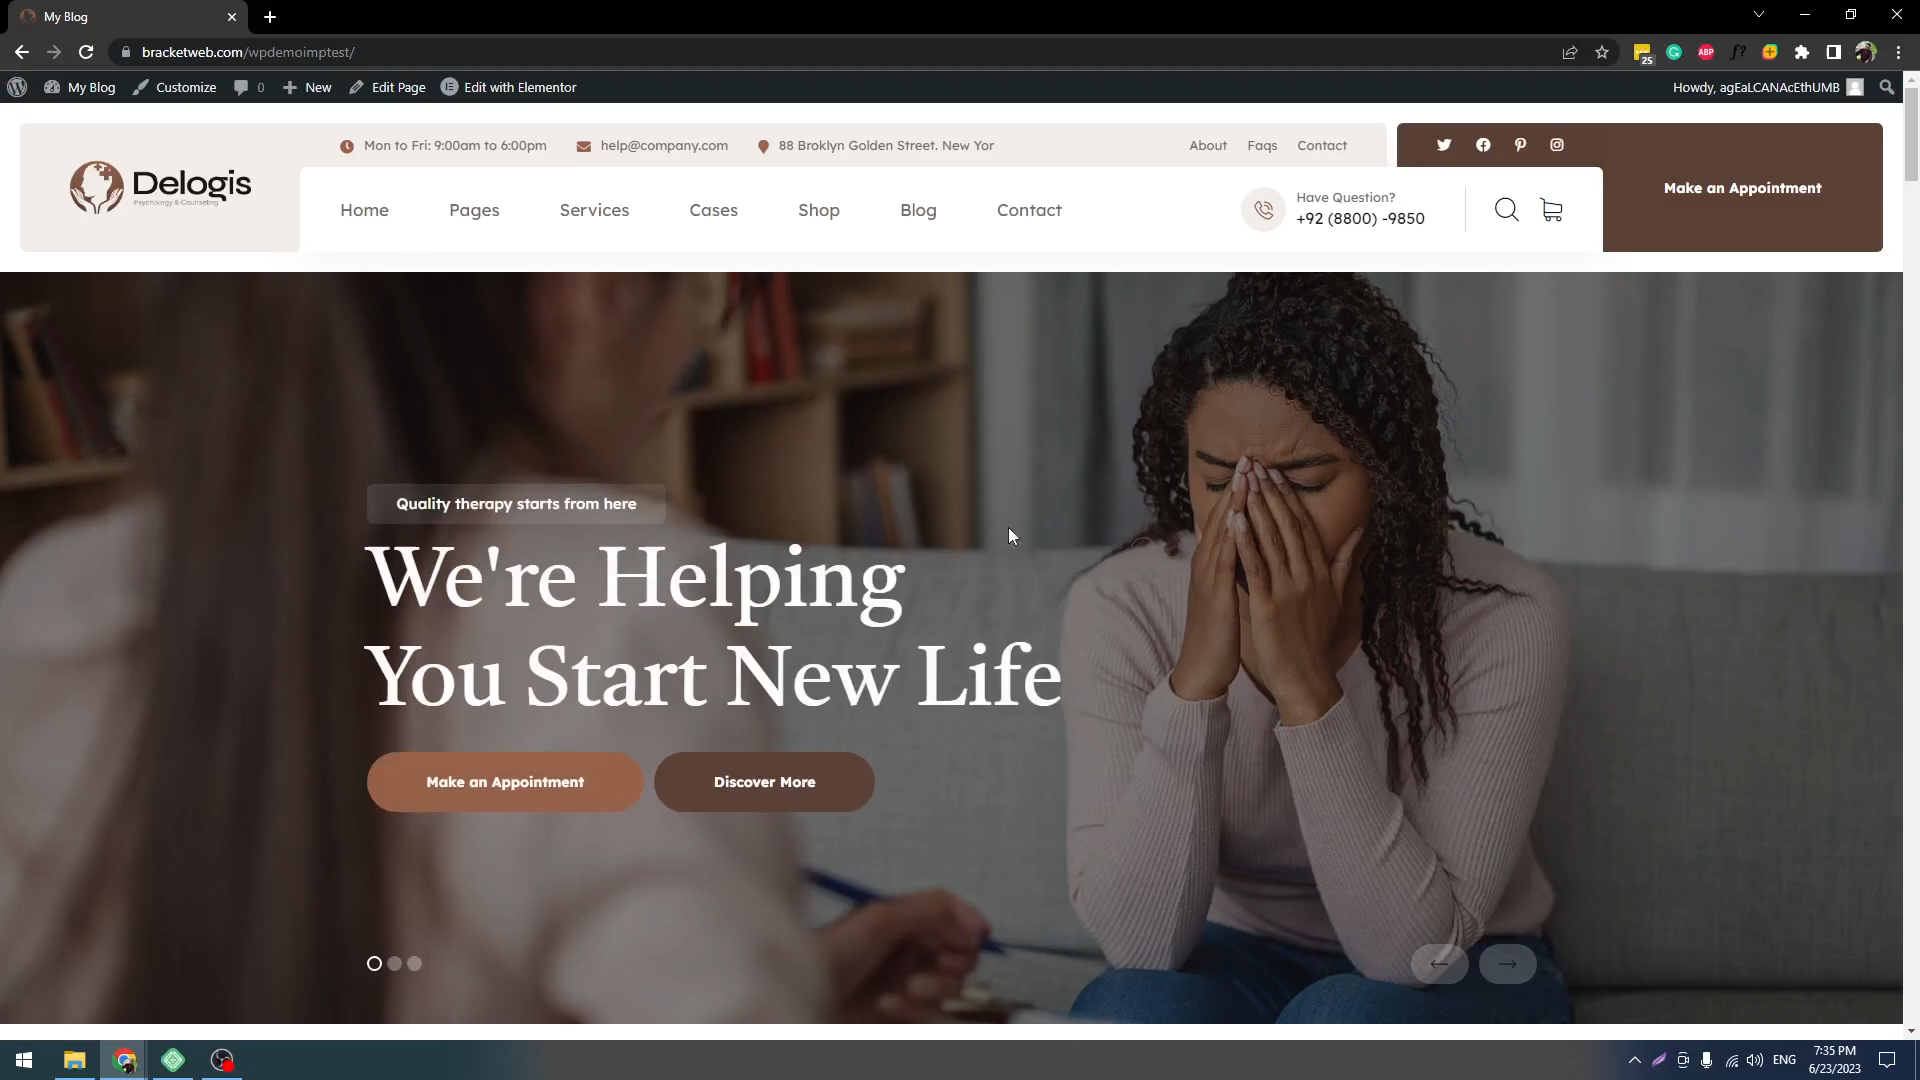 My Blog
bracketweb.com/wpdemoimptest/
25
ABP
f?
My Blog
Customize
0
New
Edit Page
Edit with Elementor
Howdy, agEaLCANAcEthUMB
Mon to Fri: 9:00am to 6:00pm
help@company.com
88 Broklyn Golden Street. New Yor
About
Faqs
Contact
Delogis
Psychology & Counseling
Home
Pages
Services
Cases
Shop
Blog
Contact
Have Question?
+92 (8800) -9850
Make an Appointment
Quality therapy starts from here
We're Helping
You Start New Life
Make an Appointment
Discover More
ENG
7:35 PM
6/23/2023